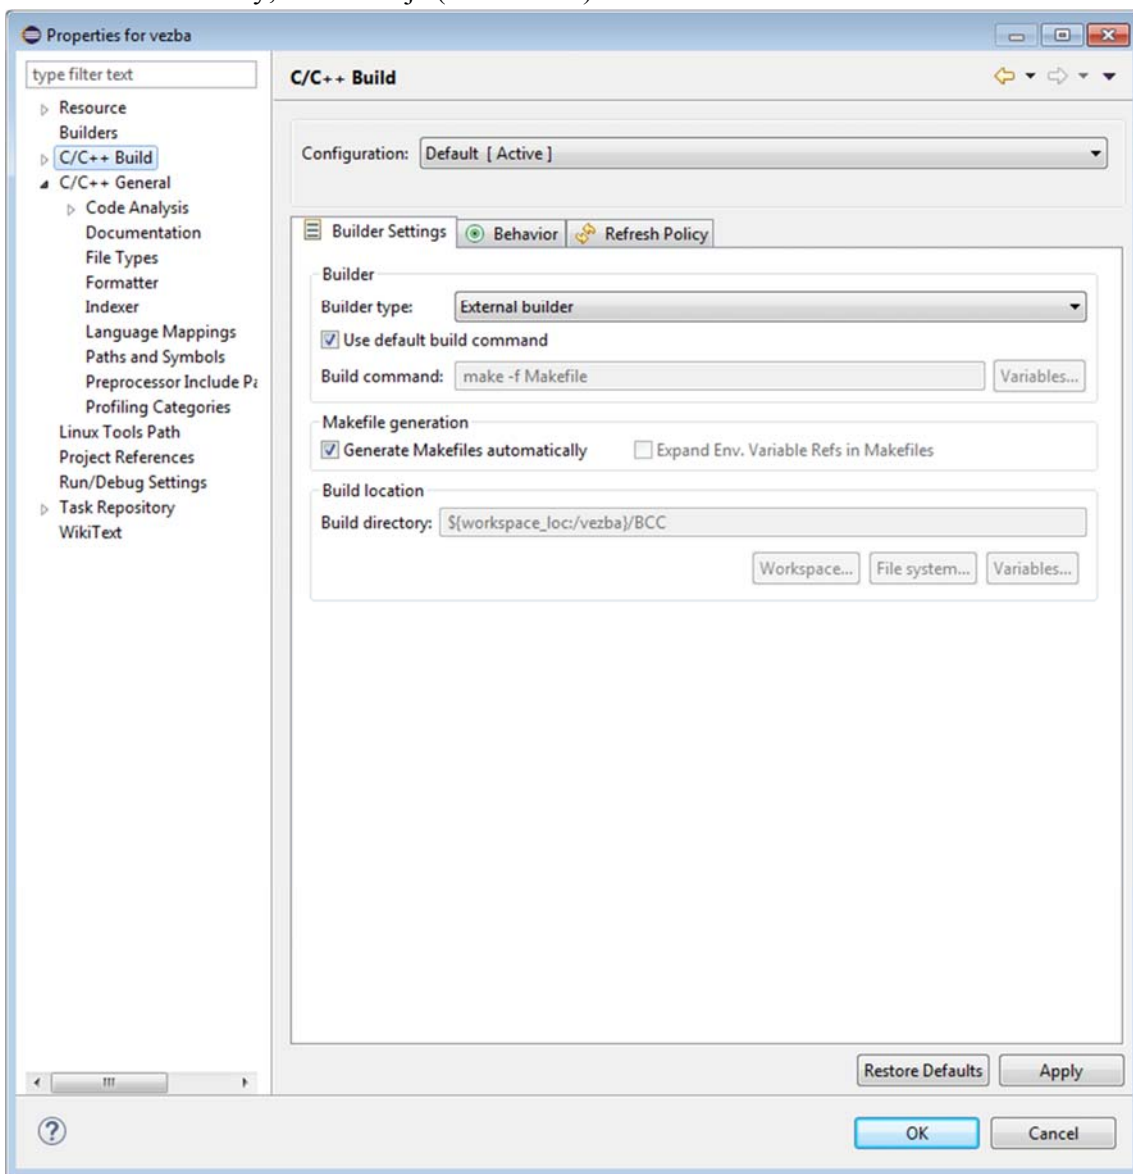 Properties for vezba
type filter text
Resource
Builders
C/C++ Build
C/C++ General
Code Analysis
Documentation
File Types
Formatter
Indexer
Language Mappings
Paths and Symbols
Preprocessor Include Pa
Profiling Categories
Linux Tools Path
Project References
Run/Debug Settings
Task Repository
WikiText
C/C++ Build
Configuration: Default [ Active ]
Builder Settings Behavior Refresh Policy
Builder
Builder type: External builder
Use default build command
Build command: make -f Makefile Variables...
Makefile generation
Generate Makefiles automatically Expand Env. Variable Refs in Makefiles
Build location
Build directory: ${workspace_loc:/vezba}/BCC
Workspace... File system... Variables...
Restore Defaults Apply
OK Cancel